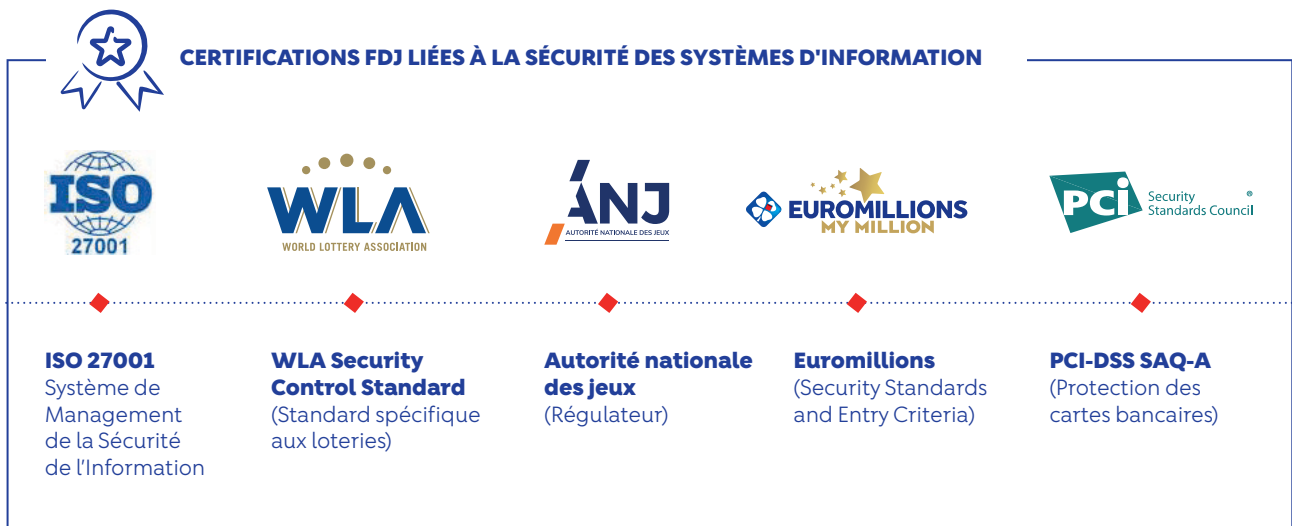 CERTIFICATIONS FDJ LIÉES À LA SÉCURITÉ DES SYSTÈMES D'INFORMATION
ISO
27001
WLA
WORLD LOTTERY ASSOCIATION
ANJ
AUTORITÉ NATIONALE DES JEUX
EUROMILLIONS
MY MILLION
PCi
Security
Standards Council
®
ISO 27001
Système de
Management
de la Sécurité
de l'Information
WLA Security
Control Standard
(Standard spécifique
aux loteries)
Autorité nationale
des jeux
(Régulateur)
Euromillions
(Security Standards
and Entry Criteria)
PCI-DSS SAQ-A
(Protection des
cartes bancaires)